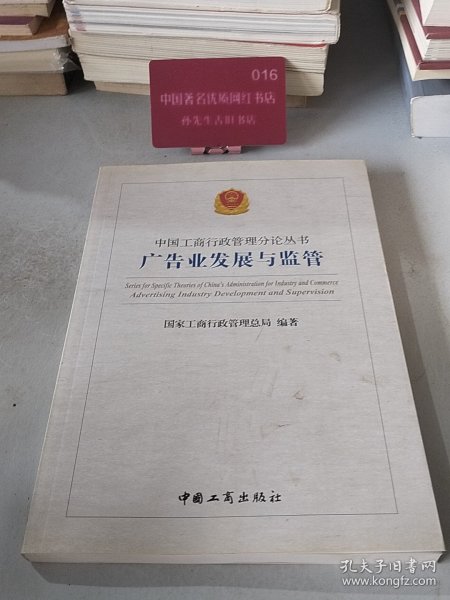 016
中国著名优质网红书店
孙先生古旧书店
中国工商行政管理分论丛书
广告业发展与监管
Series for Specific Theories of China's Administration for Industry and Commerce
Advertising Industry Development and Supervision
国家工商行政管理总局 编著
中国工商出版社
孔夫子旧书网
www.kongfz.com